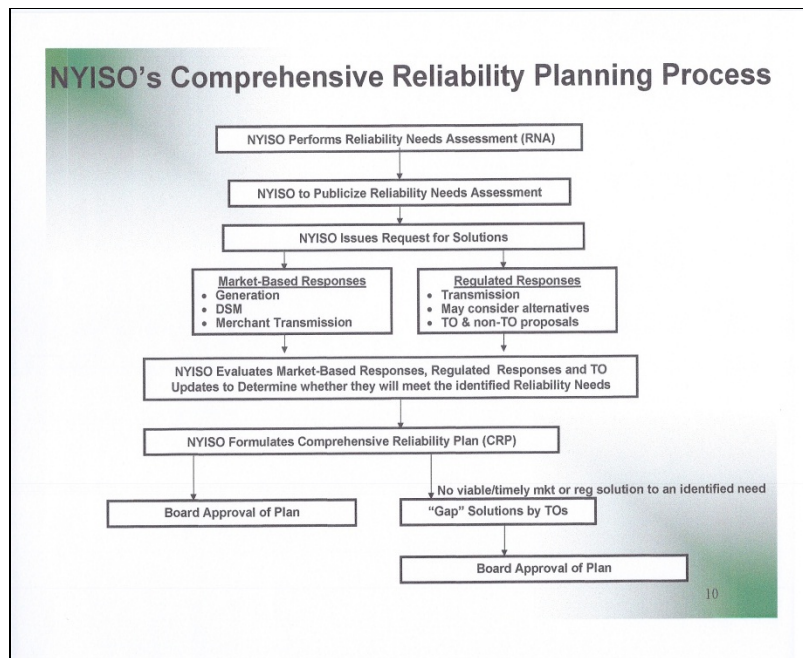 NYISO's Comprehensive Reliability Planning Process
NYISO Performs Reliability Needs Assessment (RNA)
NYISO to Publicize Reliability Needs Assessment
NYISO Issues Request for Solutions
Market-Based Responses
• Generation
• DSM
• Merchant Transmission
Regulated Responses
• Transmission
• May consider alternatives
• TO & non-TO proposals
NYISO Evaluates Market-Based Responses, Regulated Responses and TO
Updates to Determine whether they will meet the identified Reliability Needs
NYISO Formulates Comprehensive Reliability Plan (CRP)
No viable/timely mkt or reg solution to an identified need
Board Approval of Plan
"Gap" Solutions by TOs
Board Approval of Plan
10